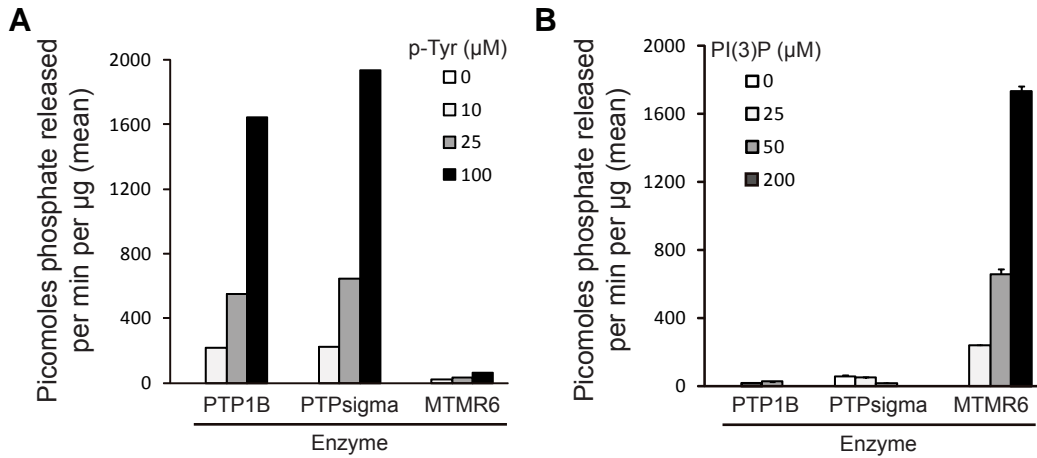 A
Picomoles phosphate released
per min per µg (mean)
2000
1600
1200
800
400
0
p-Tyr (µM)
0
10
25
100
PTP1B PTPsigma MTMR6
Enzyme
B
Picomoles phosphate released
per min per µg (mean)
2000
1600
1200
800
400
0
PI(3)P (µM)
0
25
50
200
PTP1B PTPsigma MTMR6
Enzyme